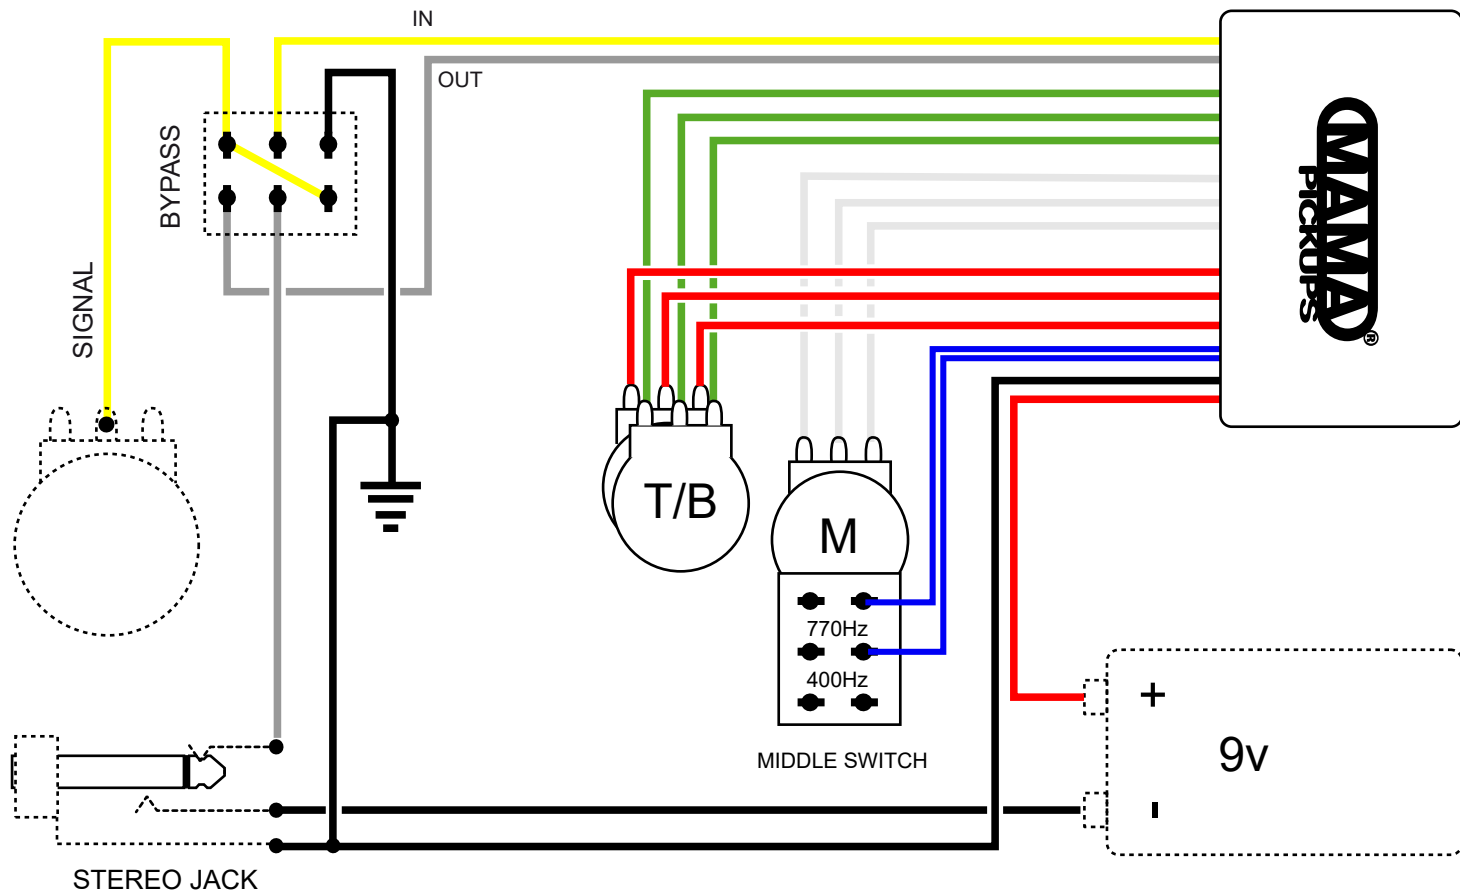 IN
OUT
BYPASS
SIGNAL
MAMA
PICKUPS
®
T/B
M
770Hz
400Hz
MIDDLE SWITCH
+
9v
-
STEREO JACK